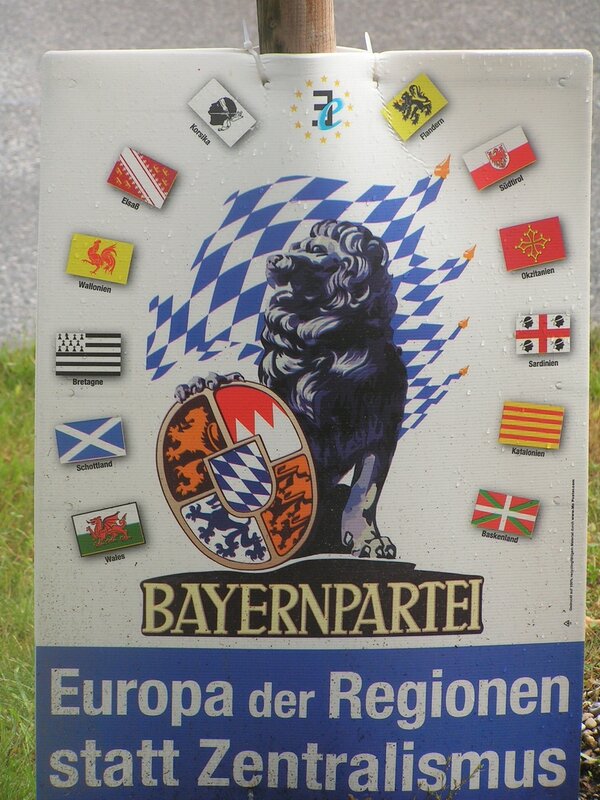 Korsika
Flandern
Elsaß
Südtirol
Wallonien
Okzitanien
Bretagne
Sardinien
Schottland
Katalonien
Wales
Baskenland
BAYERNPARTEI
Europa der Regionen
statt Zentralismus